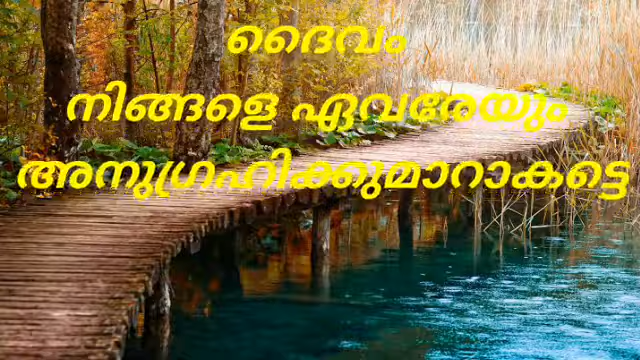 ദൈവം
നിങ്ങളെ ഏവരേയും
അനുഗ്രഹിക്കുമാറാകട്ടെ